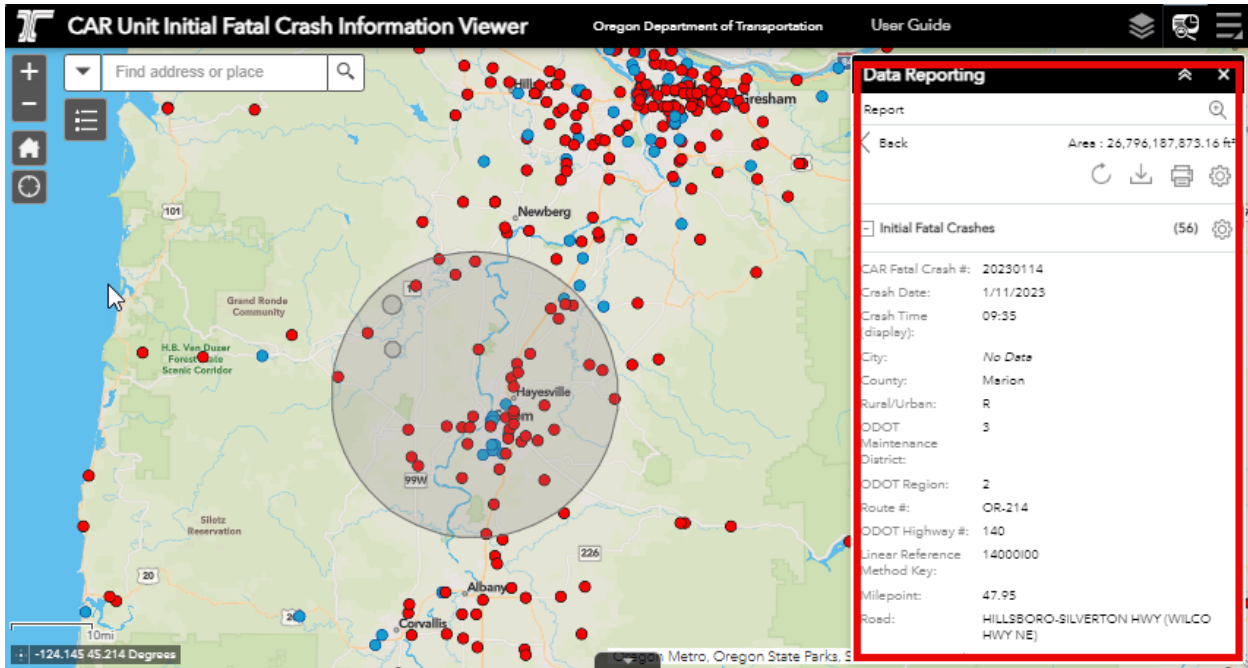 CAR Unit Initial Fatal Crash Information Viewer
Oregon Department of Transportation
User Guide
+
Find address or place
−
Data Reporting
Report
Back
Area : 26,796,187,873.16 ft²
Initial Fatal Crashes (56)
CAR Fatal Crash #: 20230114
Crash Date: 1/11/2023
Crash Time 09:35
(display):
City: No Data
County: Marion
Rural/Urban: R
ODOT 3
Maintenance
District:
ODOT Region: 2
Route #: OR-214
ODOT Highway #: 140
Linear Reference 14000I00
Method Key:
Milepoint: 47.95
Road: HILLSBORO-SILVERTON HWY (WILCO
HWY NE)
Newberg
101
Grand Ronde
Community
H.B. Van Duzer
Scenic Corridor
Hayesville
99W
Siletz
Reservation
226
20
Albany
Corvallis
10mi
-124.145 45.214 Degrees
Oregon Metro, Oregon State Parks, S